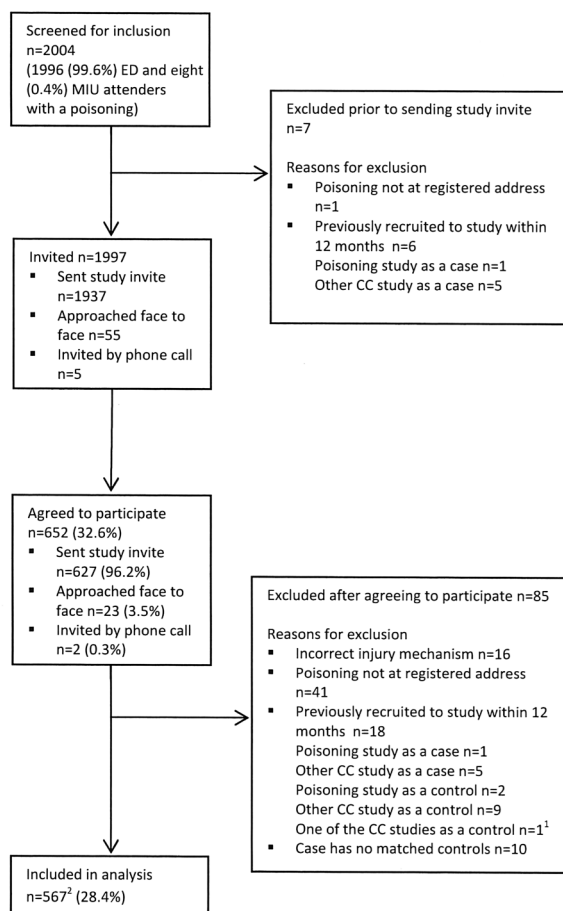 Screened for inclusion
n=2004
(1996 (99.6%) ED and eight
(0.4%) MIU attenders
with a poisoning)
Excluded prior to sending study invite
n=7
Reasons for exclusion
▪ Poisoning not at registered address
n=1
▪ Previously recruited to study within
12 months n=6
Poisoning study as a case n=1
Other CC study as a case n=5
Invited n=1997
▪ Sent study invite
n=1937
▪ Approached face to
face n=55
▪ Invited by phone call
n=5
Agreed to participate
n=652 (32.6%)
▪ Sent study invite
n=627 (96.2%)
▪ Approached face to
face n=23 (3.5%)
▪ Invited by phone call
n=2 (0.3%)
Excluded after agreeing to participate n=85
Reasons for exclusion
▪ Incorrect injury mechanism n=16
▪ Poisoning not at registered address
n=41
▪ Previously recruited to study within 12
months n=18
Poisoning study as a case n=1
Other CC study as a case n=5
Poisoning study as a control n=2
Other CC study as a control n=9
One of the CC studies as a control n=1¹
▪ Case has no matched controls n=10
Included in analysis
n=567² (28.4%)